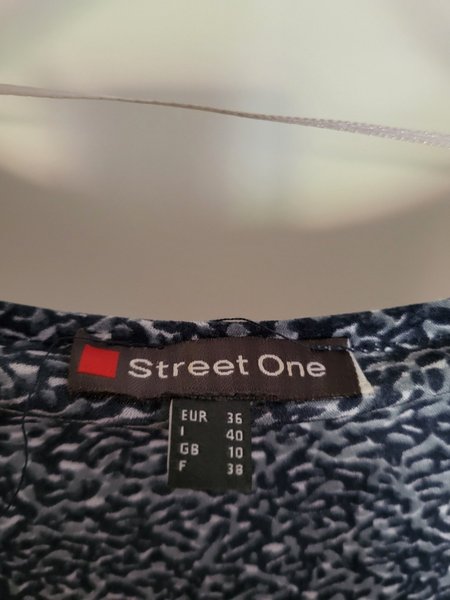 Street One
EUR 36
I 40
GB 10
F 38